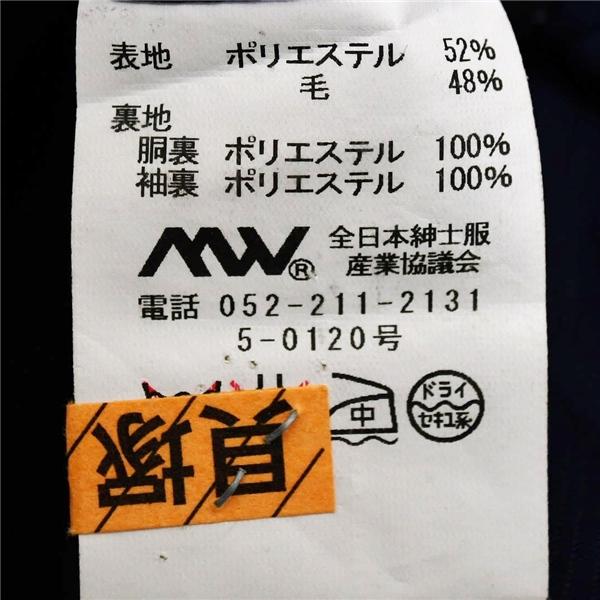 表地 ポリエステル 52%
毛 48%
裏地
胴裏 ポリエステル 100%
袖裏 ポリエステル 100%
MW® 全日本紳士服
産業協議会
電話 052-211-2131
5-0120号
中
ドライ
セキユ系
貝塚